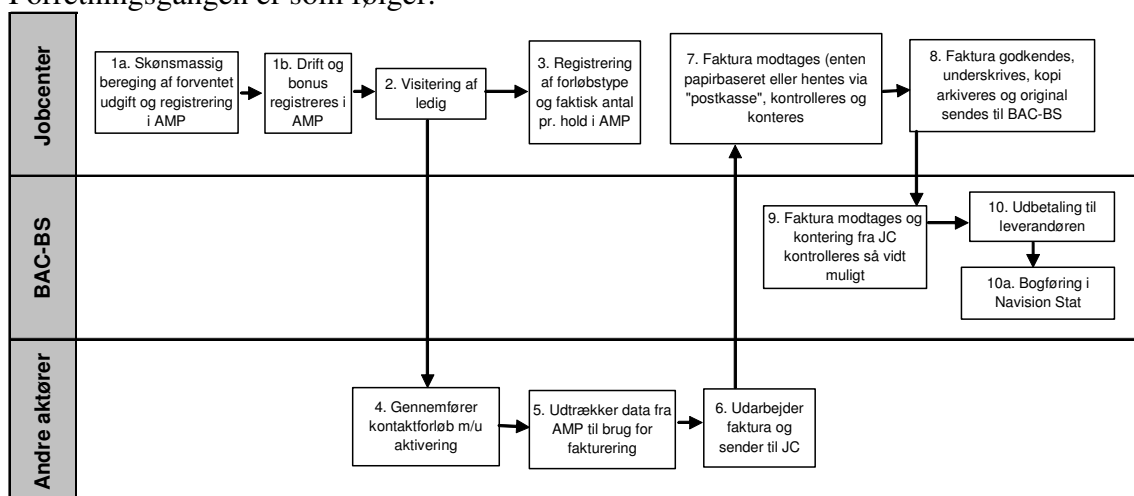 Forretningsgangen er som følger:
Jobcenter
1a. Skønsmassig
bereging af forventet
udgift og registrering
i AMP
1b. Drift og
bonus
registreres i
AMP
2. Visitering af
ledig
3. Registrering
af forløbstype
og faktisk antal
pr. hold i AMP
7. Faktura modtages (enten
papirbaseret eller hentes via
"postkasse", kontrolleres og
konteres
8. Faktura godkendes,
underskrives, kopi
arkiveres og original
sendes til BAC-BS
BAC-BS
9. Faktura modtages og
kontering fra JC
kontrolleres så vidt
muligt
10. Udbetaling til
leverandøren
10a. Bogføring i
Navision Stat
Andre aktører
4. Gennemfører
kontaktforløb m/u
aktivering
5. Udtrækker data fra
AMP til brug for
fakturering
6. Udarbejder
faktura og
sender til JC